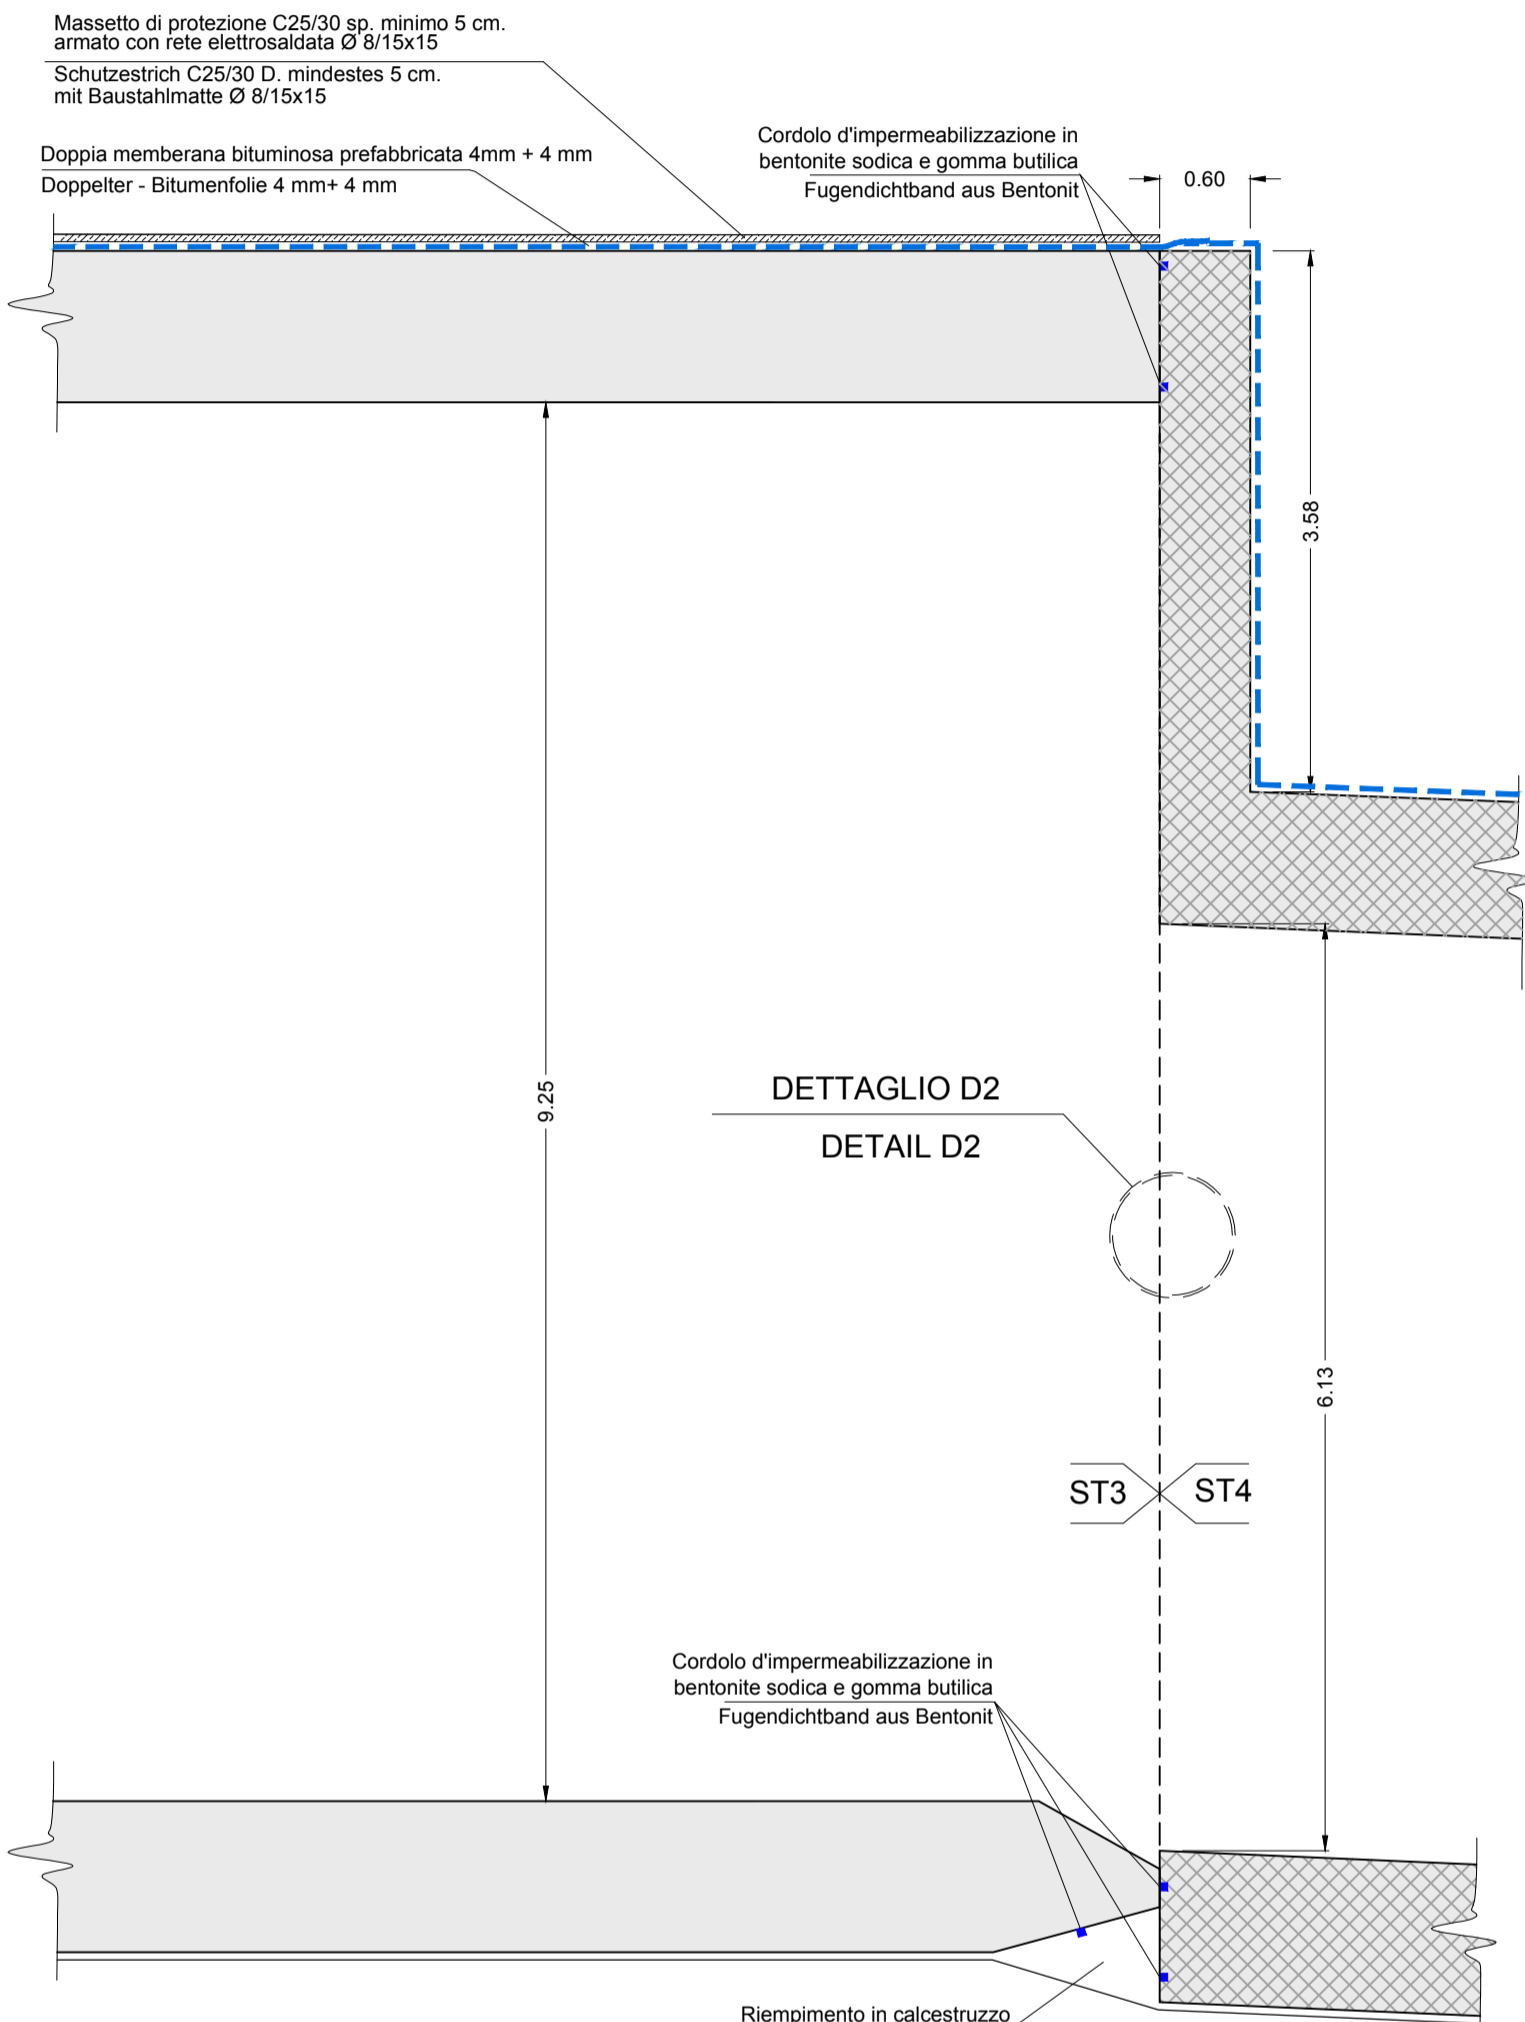 Massetto di protezione C25/30 sp. minimo 5 cm.
armato con rete elettrosaldata Ø 8/15x15
Schutzestrich C25/30 D. mindestes 5 cm.
mit Baustahlmatte Ø 8/15x15
Doppia memberana bituminosa prefabbricata 4mm + 4 mm
Doppelter - Bitumenfolie 4 mm+ 4 mm
Cordolo d'impermeabilizzazione in
bentonite sodica e gomma butilica
Fugendichtband aus Bentonit
0.60
3.58
9.25
DETTAGLIO D2
DETAIL D2
6.13
ST3
ST4
Cordolo d'impermeabilizzazione in
bentonite sodica e gomma butilica
Fugendichtband aus Bentonit
Riempimento in calcestruzzo